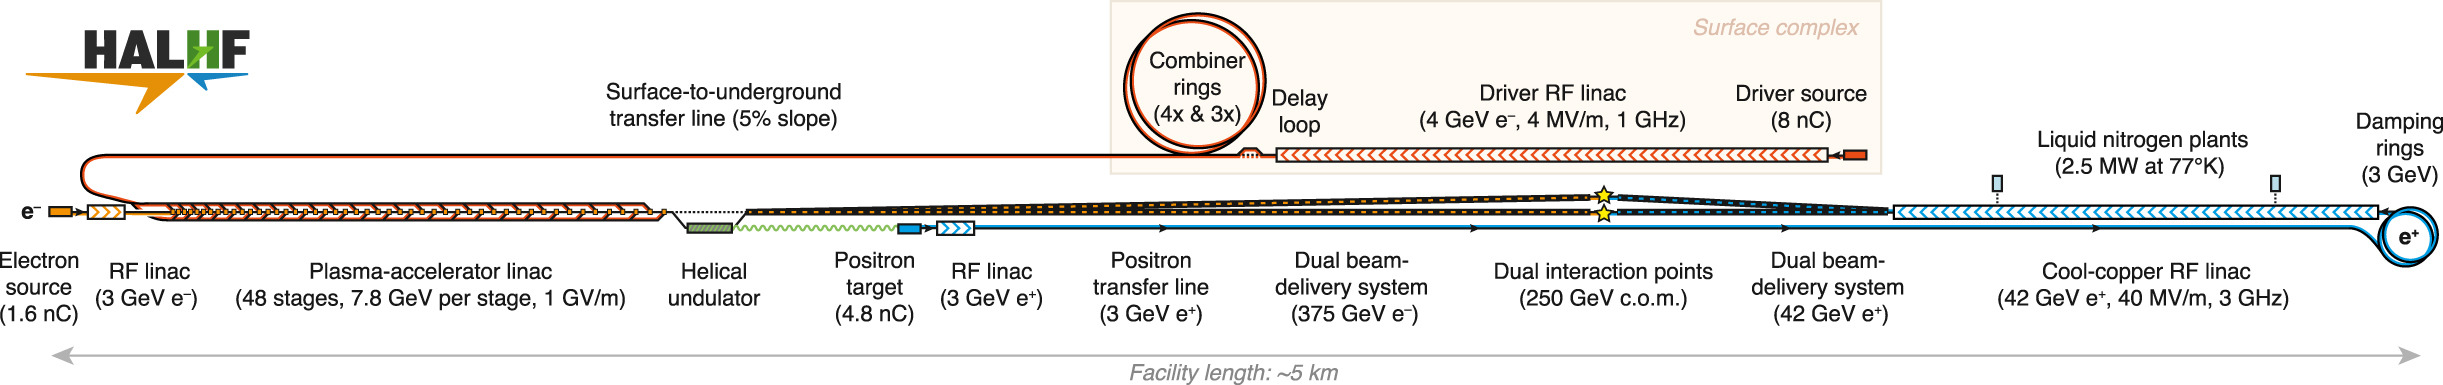 HALHF
Surface complex
Combiner
rings
(4x & 3x)
Surface-to-underground
transfer line (5% slope)
Delay
loop
Driver RF linac
(4 GeV e⁻, 4 MV/m, 1 GHz)
Driver source
(8 nC)
Liquid nitrogen plants
(2.5 MW at 77°K)
Damping
rings
(3 GeV)
e⁻
e⁺
Electron
source
(1.6 nC)
RF linac
(3 GeV e⁻)
Plasma-accelerator linac
(48 stages, 7.8 GeV per stage, 1 GV/m)
Helical
undulator
Positron
target
(4.8 nC)
RF linac
(3 GeV e⁺)
Positron
transfer line
(3 GeV e⁺)
Dual beam-
delivery system
(375 GeV e⁻)
Dual interaction points
(250 GeV c.o.m.)
Dual beam-
delivery system
(42 GeV e⁺)
Cool-copper RF linac
(42 GeV e⁺, 40 MV/m, 3 GHz)
Facility length: ~5 km